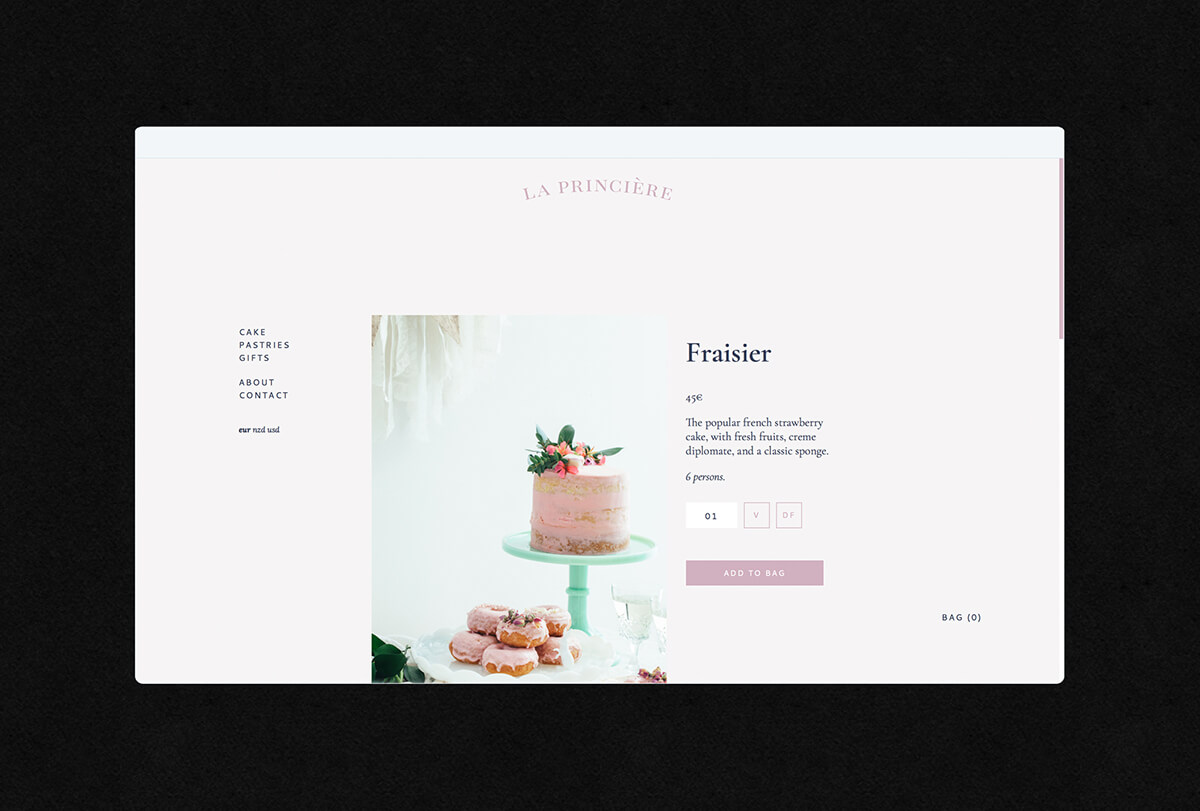 LA PRINCIÈRE
CAKE
PASTRIES
GIFTS
ABOUT
CONTACT
eur nzd usd
Fraisier
45€
The popular french strawberry
cake, with fresh fruits, creme
diplomate, and a classic sponge.
6 persons.
01 V DF
ADD TO BAG
BAG (0)